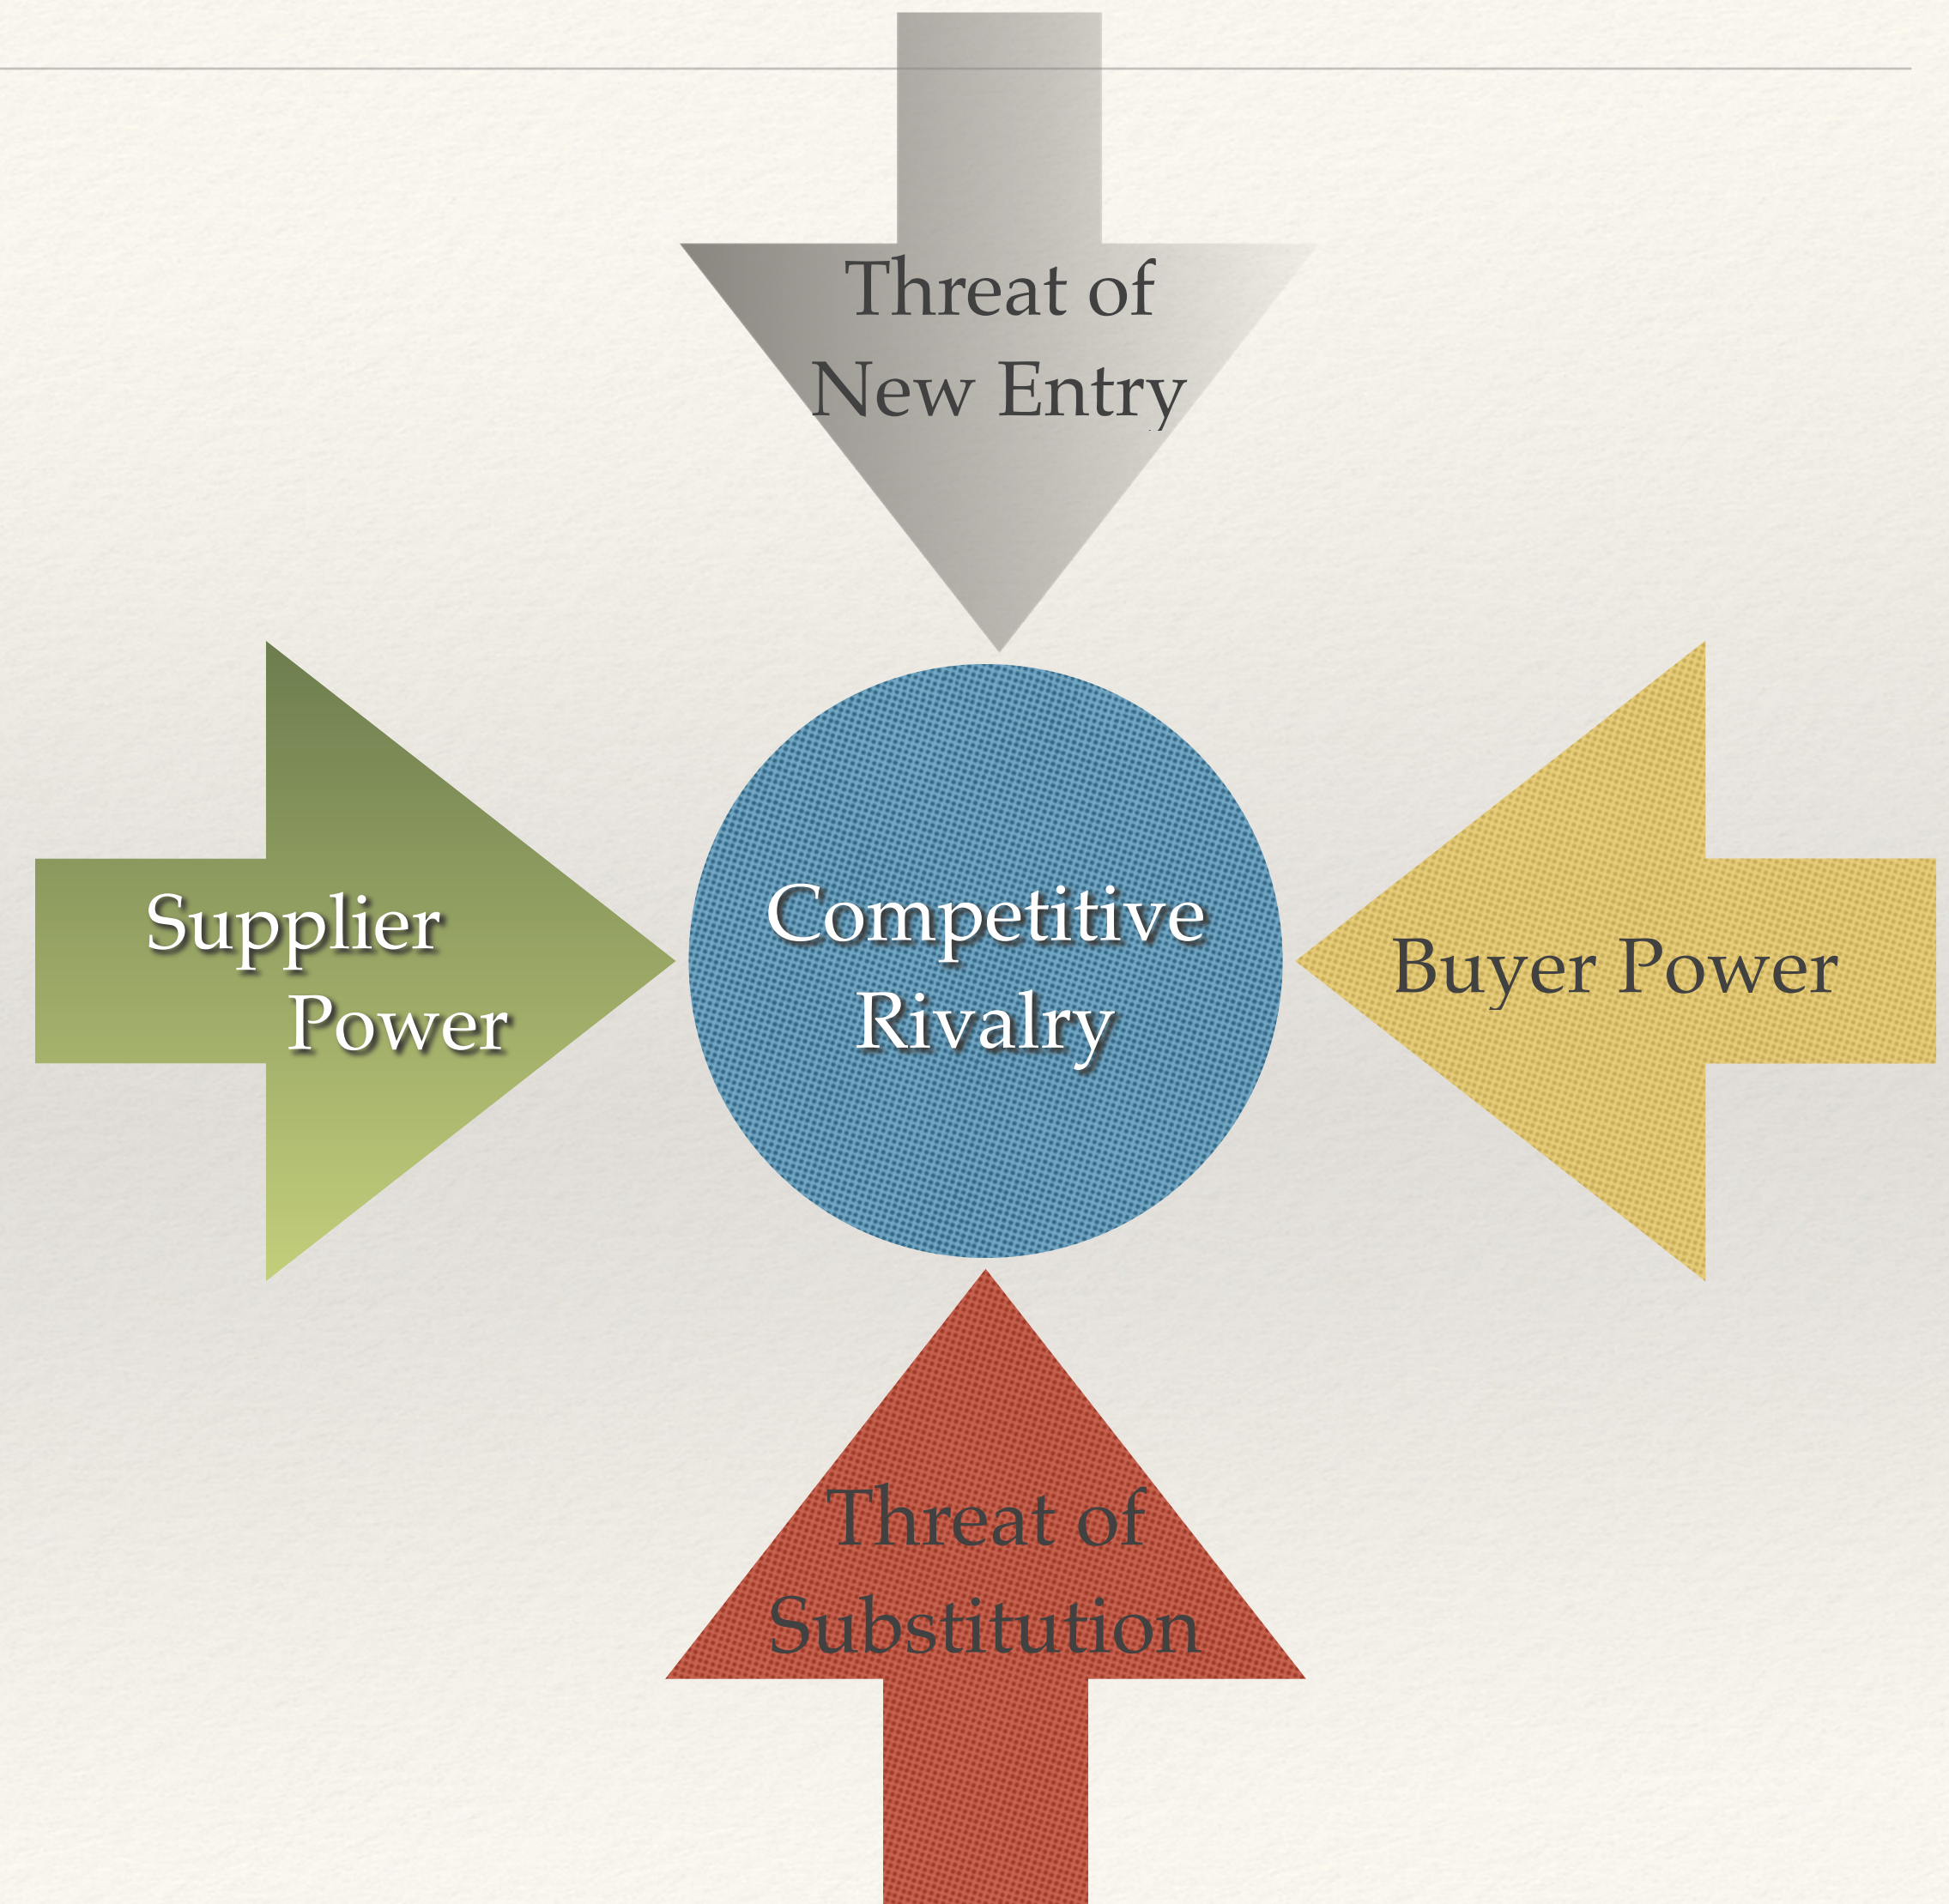 Threat of
New Entry
Supplier
Power
Competitive
Rivalry
Buyer Power
Threat of
Substitution